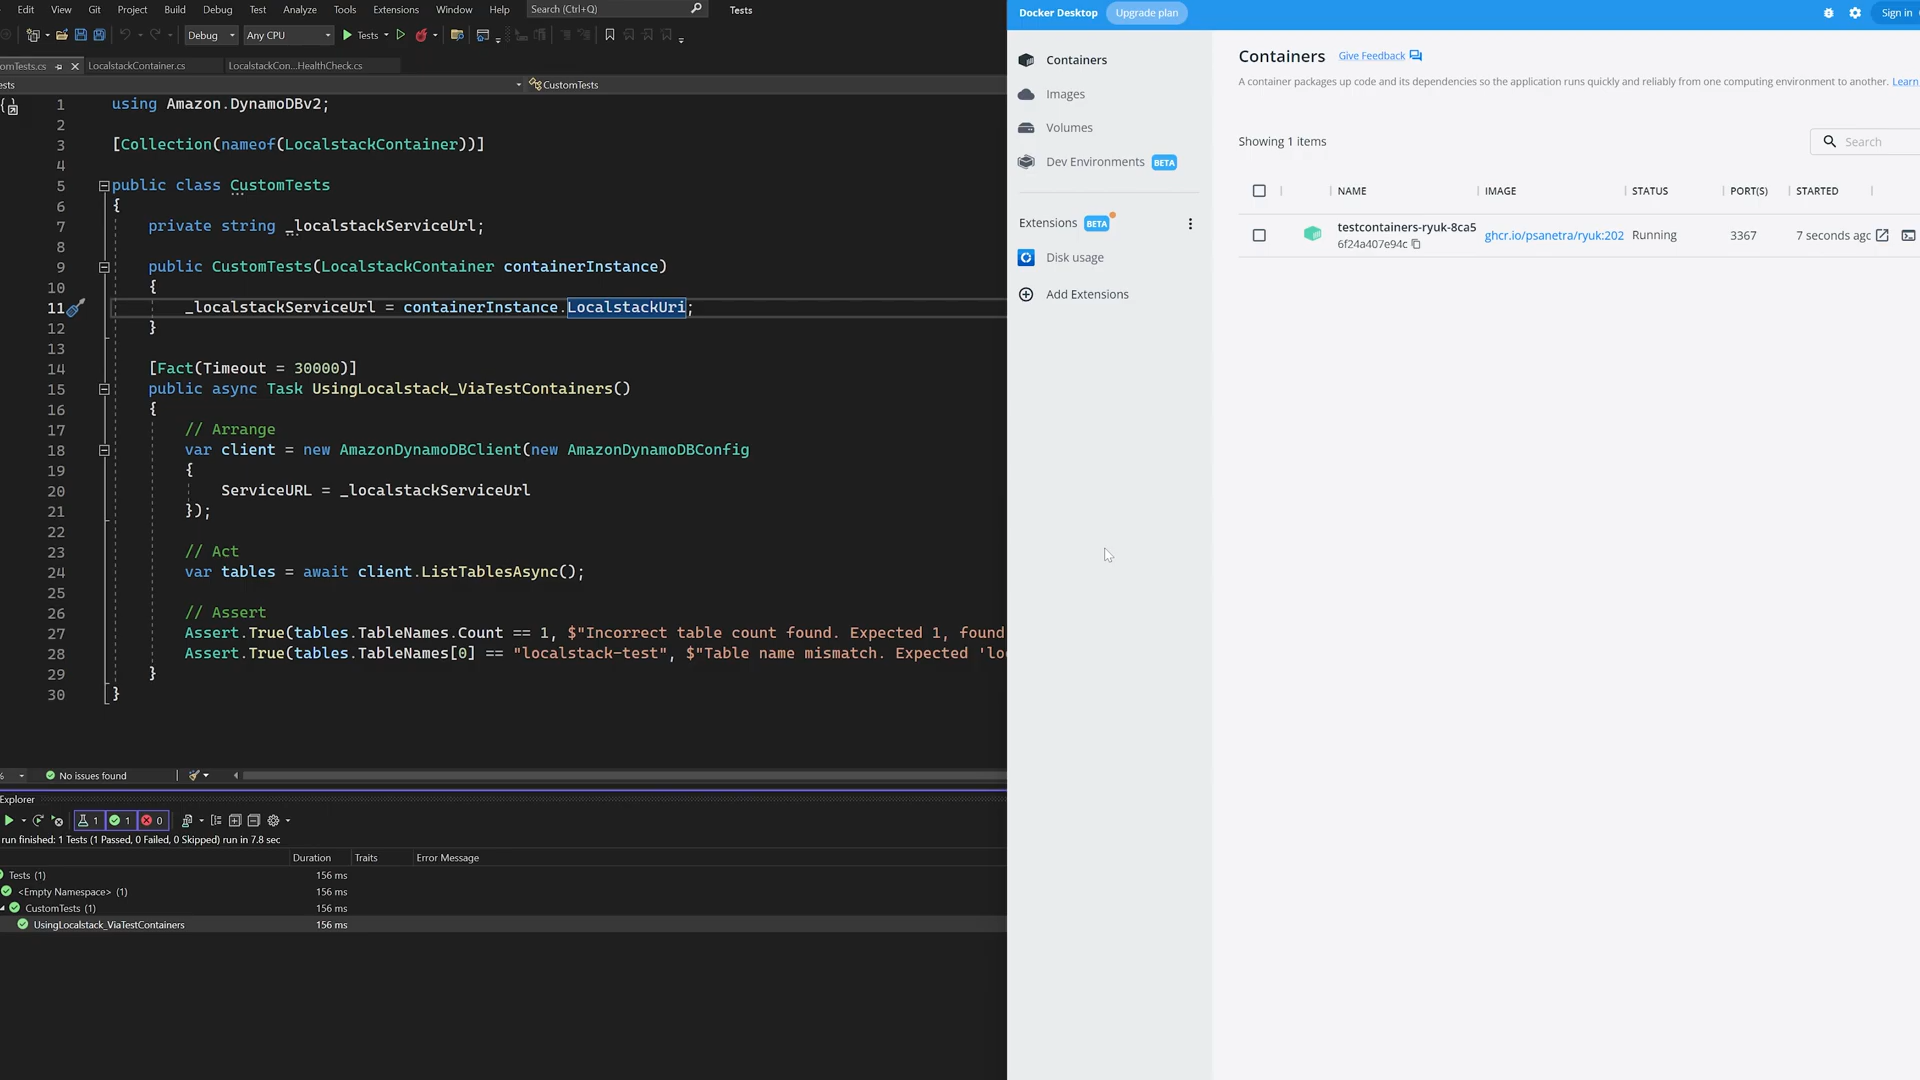 Edit View Git Project Build Debug Test Analyze Tools Extensions Window Help Search (Ctrl+Q) Tests
Debug Any CPU Tests
omTests.cs LocalstackContainer.cs LocalstackCon...HealthCheck.cs
ests CustomTests
1 using Amazon.DynamoDBv2;
2
3 [Collection(nameof(LocalstackContainer))]
4
5 public class CustomTests
6 {
7 private string _localstackServiceUrl;
8
9 public CustomTests(LocalstackContainer containerInstance)
10 {
11 _localstackServiceUrl = containerInstance.LocalstackUri;
12 }
13
14 [Fact(Timeout = 30000)]
15 public async Task UsingLocalstack_ViaTestContainers()
16 {
17 // Arrange
18 var client = new AmazonDynamoDBClient(new AmazonDynamoDBConfig
19 {
20 ServiceURL = _localstackServiceUrl
21 });
22
23 // Act
24 var tables = await client.ListTablesAsync();
25
26 // Assert
27 Assert.True(tables.TableNames.Count == 1, $"Incorrect table count found. Expected 1, found
28 Assert.True(tables.TableNames[0] == "localstack-test", $"Table name mismatch. Expected 'lo
29 }
30 }
% No issues found
Explorer
1 1 0
run finished: 1 Tests (1 Passed, 0 Failed, 0 Skipped) run in 7.8 sec
Duration Traits Error Message
Tests (1) 156 ms
<Empty Namespace> (1) 156 ms
CustomTests (1) 156 ms
UsingLocalstack_ViaTestContainers 156 ms
Docker Desktop Upgrade plan Sign in
Containers
Images
Volumes
Dev Environments BETA
Extensions BETA
Disk usage
Add Extensions
Containers Give Feedback
A container packages up code and its dependencies so the application runs quickly and reliably from one computing environment to another. Learn
Showing 1 items
Search
NAME IMAGE STATUS PORT(S) STARTED
testcontainers-ryuk-8ca5 ghcr.io/psanetra/ryuk:202 Running 3367 7 seconds agc
6f24a407e94c